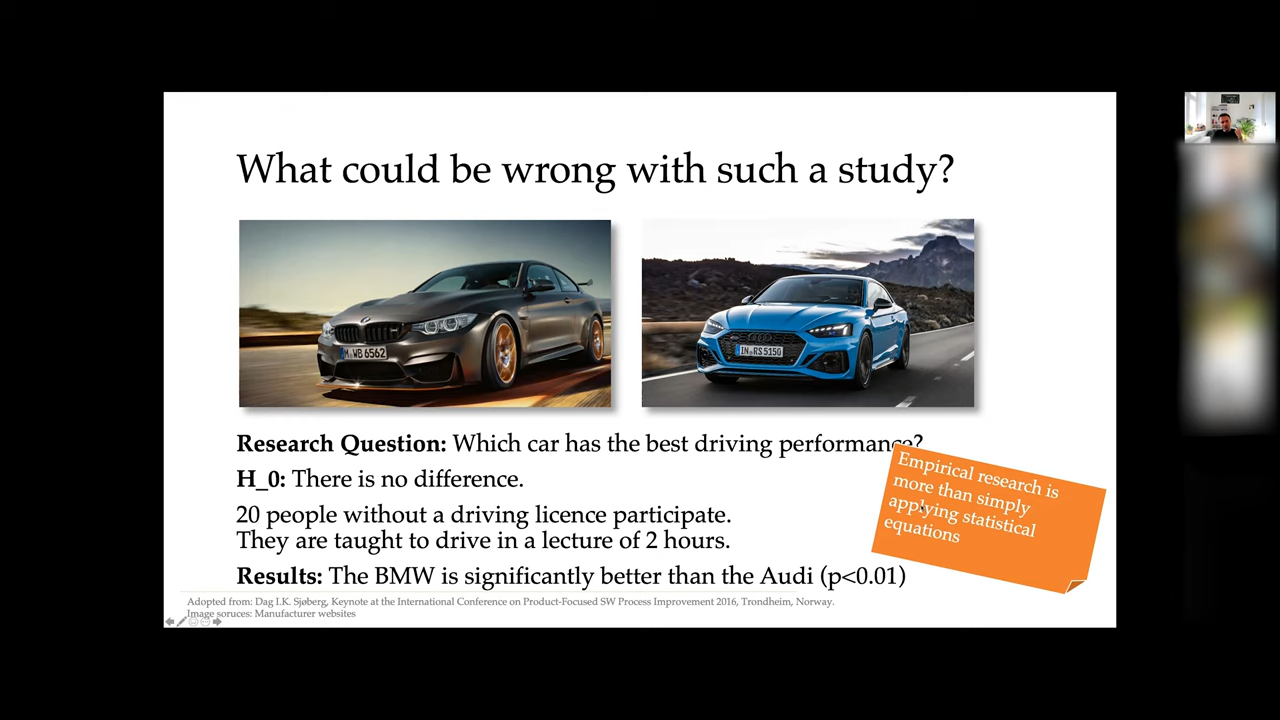 What could be wrong with such a study?
M WB 6562
IN RS 5150
Research Question: Which car has the best driving performance?
H_0: There is no difference.
20 people without a driving licence participate.
They are taught to drive in a lecture of 2 hours.
Results: The BMW is significantly better than the Audi (p<0.01)
Empirical research is
more than simply
applying statistical
equations
Adopted from: Dag I.K. Sjøberg, Keynote at the International Conference on Product-Focused SW Process Improvement 2016, Trondheim, Norway.
Image soruces: Manufacturer websites